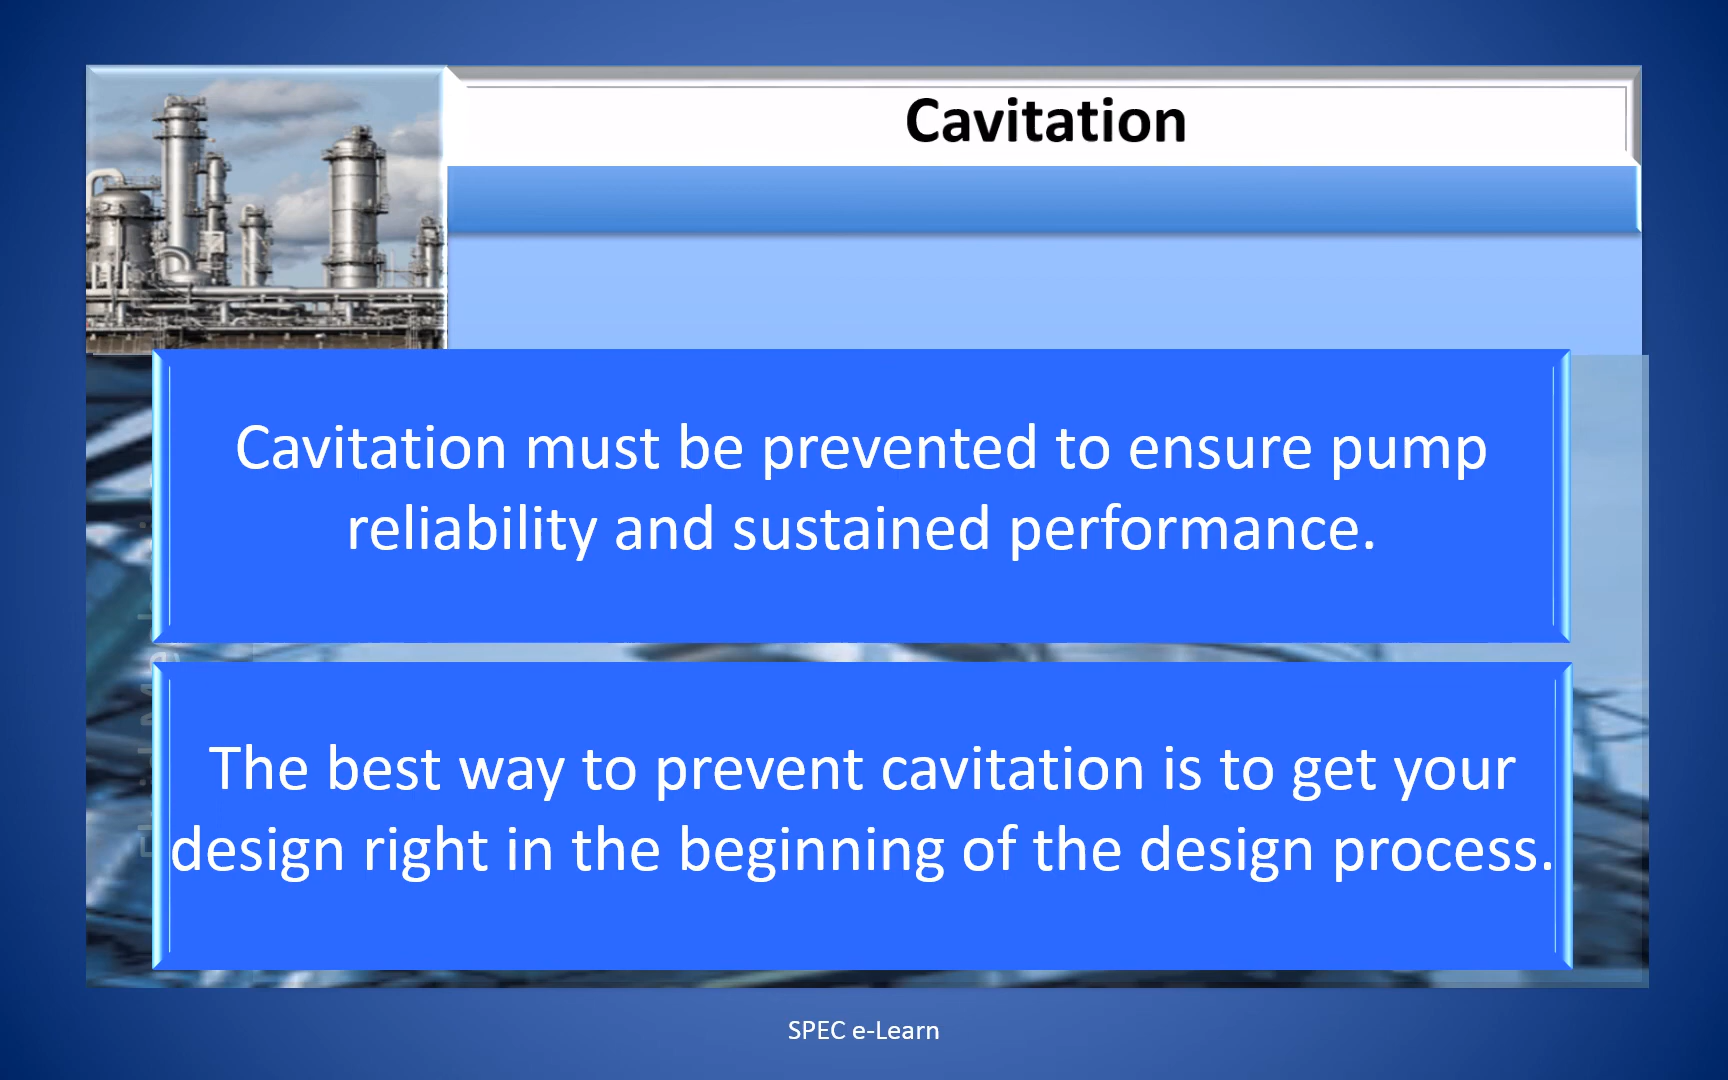 Cavitation
Cavitation must be prevented to ensure pump
reliability and sustained performance.
The best way to prevent cavitation is to get your
design right in the beginning of the design process.
SPEC e-Learn